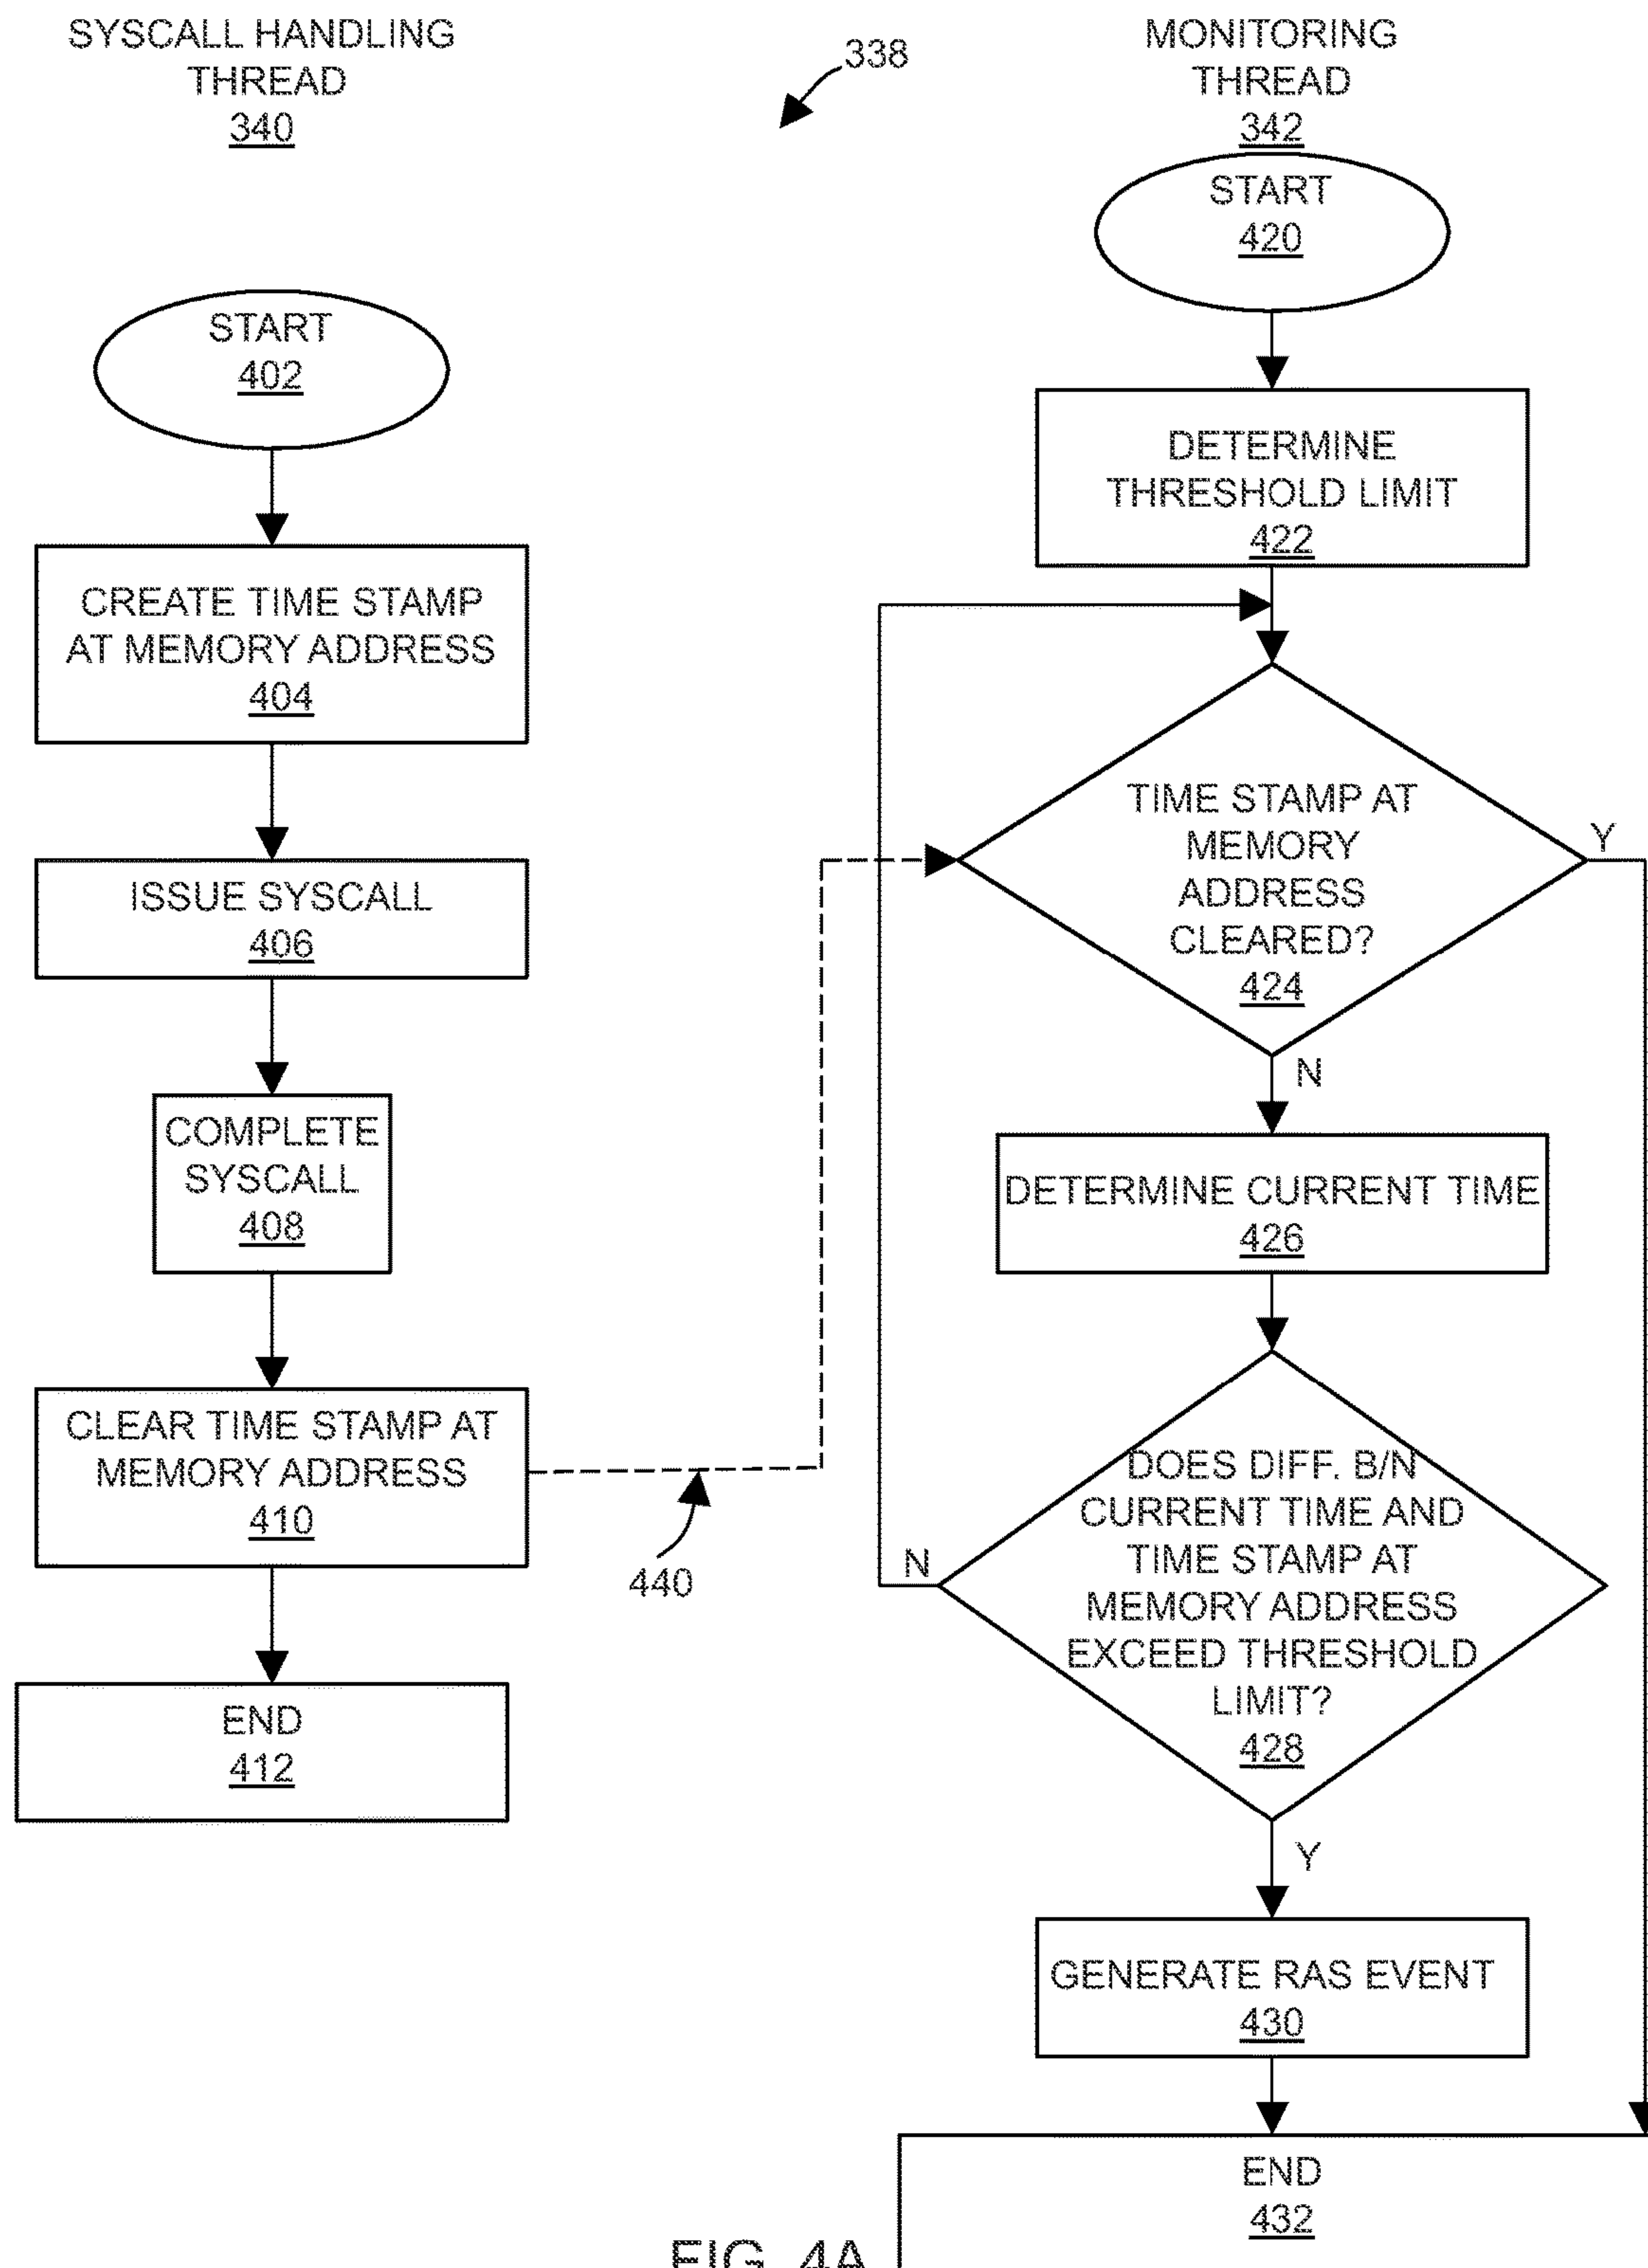 SYSCALL HANDLING
THREAD
340
338
MONITORING
THREAD
342
START
402
CREATE TIME STAMP
AT MEMORY ADDRESS
404
ISSUE SYSCALL
406
COMPLETE
SYSCALL
408
CLEAR TIME STAMP AT
MEMORY ADDRESS
410
END
412
440
START
420
DETERMINE
THRESHOLD LIMIT
422
TIME STAMP AT
MEMORY
ADDRESS
CLEARED?
424
Y
N
DETERMINE CURRENT TIME
426
DOES DIFF. B/N
CURRENT TIME AND
TIME STAMP AT
MEMORY ADDRESS
EXCEED THRESHOLD
LIMIT?
428
N
Y
GENERATE RAS EVENT
430
END
432
FIG. 4A